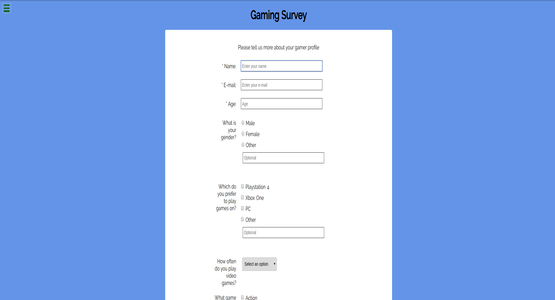 Gaming Survey
Please tell us more about your gamer profile
* Name: Enter your name
* E-mail: Enter your e-mail
* Age: Age
What is
your
gender?
Male
Female
Other
Optional
Which do
you prefer
to play
games on?
Playstation 4
Xbox One
PC
Other
Optional
How often
do you play
video
games?
Select an option
What game
Action